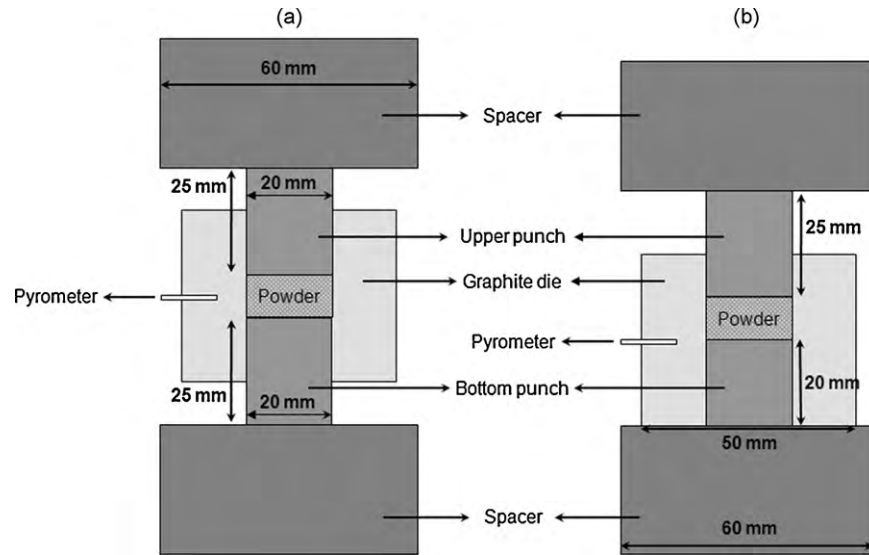 (a)
(b)
60 mm
Spacer
25 mm
20 mm
25 mm
Upper punch
Graphite die
Pyrometer
Powder
Powder
Pyrometer
20 mm
25 mm
20 mm
Bottom punch
50 mm
Spacer
60 mm